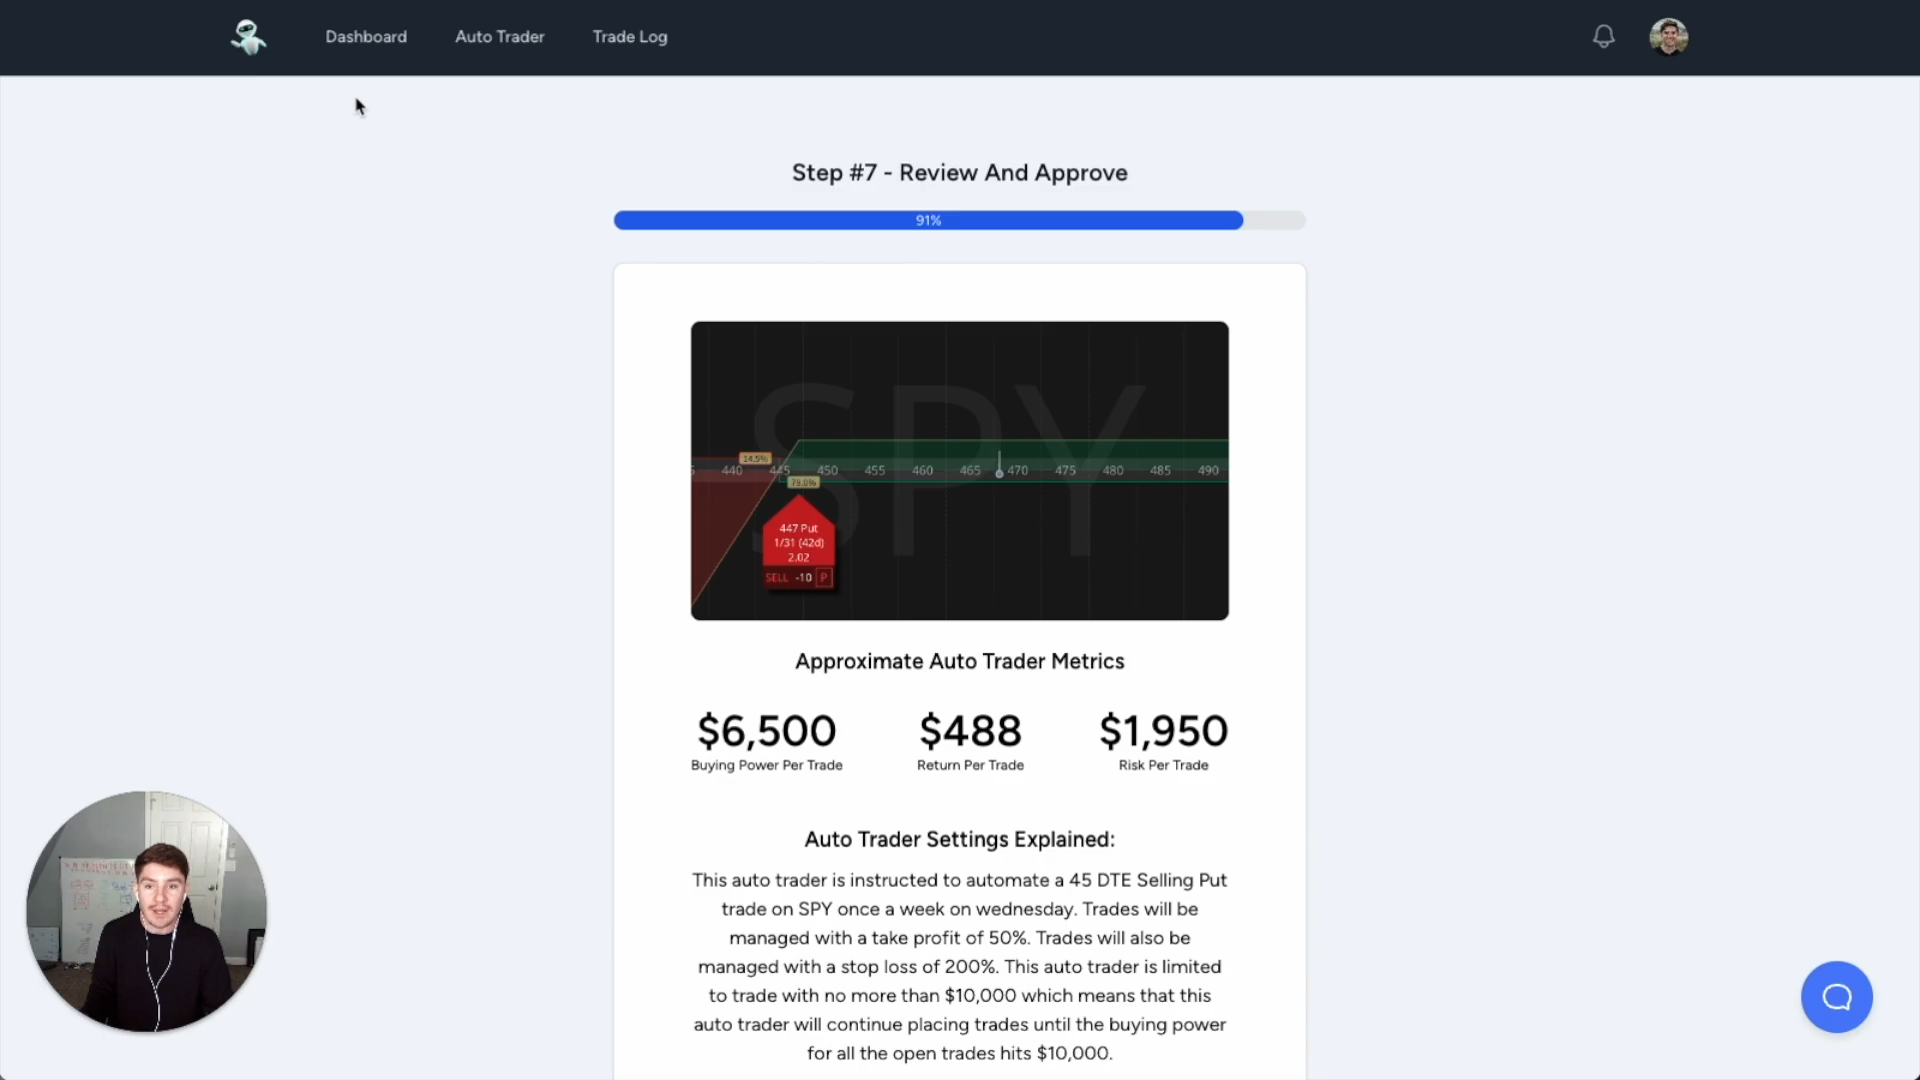 Dashboard
Auto Trader
Trade Log
Step #7 - Review And Approve
91%
SPY
14.5%
440 445 450 455 460 465 470 475 480 485 490
79.0%
447 Put
1/31 (42d)
2.02
SELL -10 P
Approximate Auto Trader Metrics
$6,500 $488 $1,950
Buying Power Per Trade Return Per Trade Risk Per Trade
Auto Trader Settings Explained:
This auto trader is instructed to automate a 45 DTE Selling Put
trade on SPY once a week on wednesday. Trades will be
managed with a take profit of 50%. Trades will also be
managed with a stop loss of 200%. This auto trader is limited
to trade with no more than $10,000 which means that this
auto trader will continue placing trades until the buying power
for all the open trades hits $10,000.